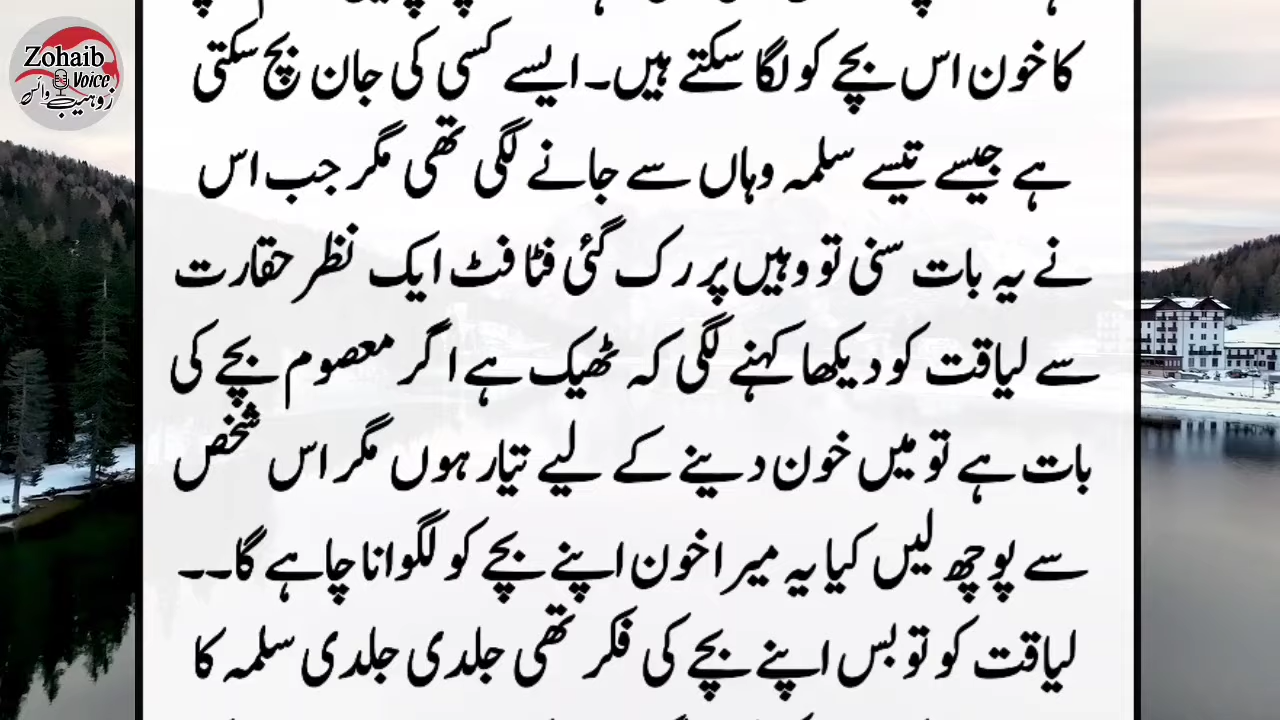 Zohaib
Voice
زوہیب وائس
کا خون اس بچے کو لگا سکتے ہیں۔ ایسے کسی کی جان بچ سکتی
ہے جیسے تیسے سلمہ وہاں سے جانے لگی تھی مگر جب اس
نے یہ بات سنی تو وہیں پر رک گئی فٹا فٹ ایک نظر حقارت
سے لیاقت کو دیکھا کہنے لگی کہ ٹھیک ہے اگر معصوم بچے کی
بات ہے تو میں خون دینے کے لیے تیار ہوں مگر اس شخص
سے پوچھ لیں کیا یہ میرا خون اپنے بچے کو لگوانا چاہے گا۔۔
لیاقت کو تو بس اپنے بچے کی فکر تھی جلدی جلدی سلمہ کا